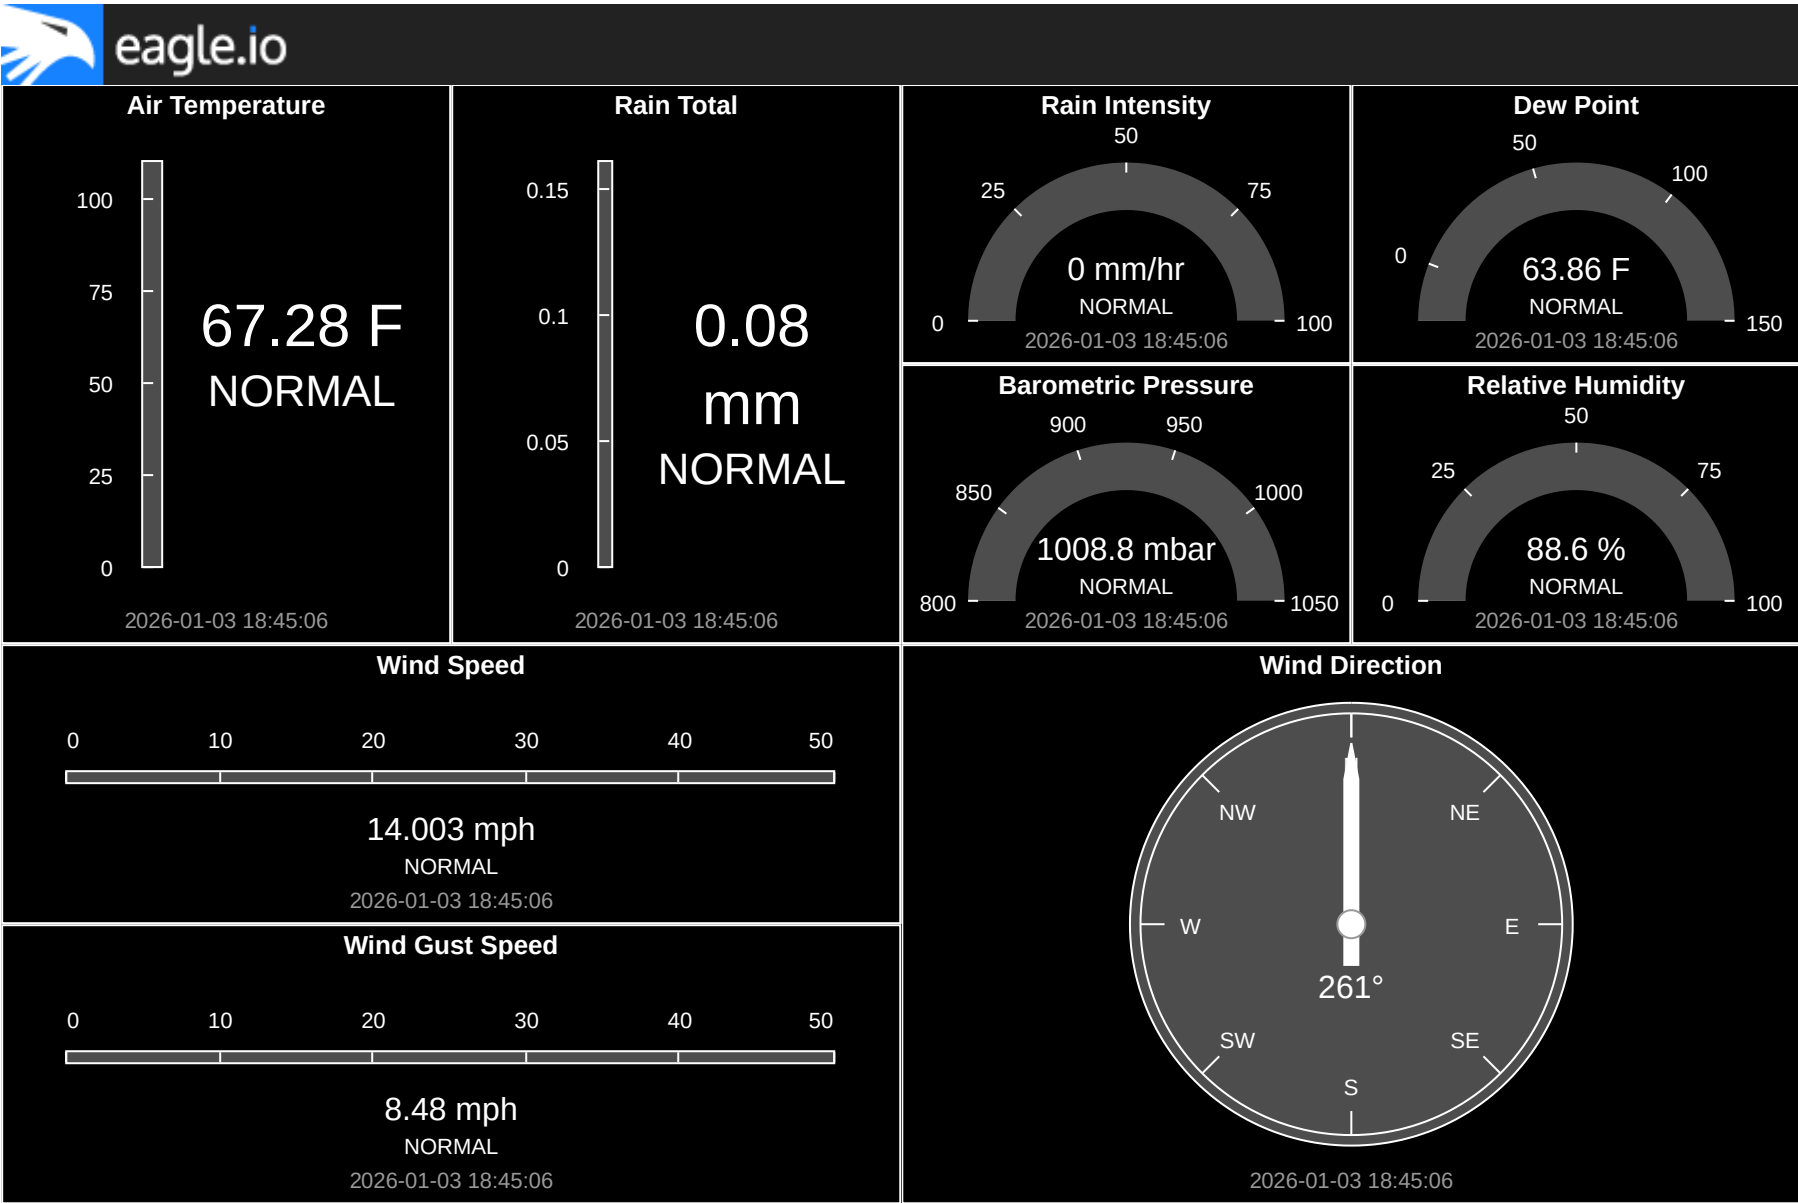 eagle.io
Air Temperature
100
75
50
25
0
67.28 F
NORMAL
2026-01-03 18:45:06
Rain Total
0.15
0.1
0.05
0
0.08
mm
NORMAL
2026-01-03 18:45:06
Rain Intensity
0
25
50
75
100
0 mm/hr
NORMAL
2026-01-03 18:45:06
Dew Point
0
50
100
150
63.86 F
NORMAL
2026-01-03 18:45:06
Barometric Pressure
800
850
900
950
1000
1050
1008.8 mbar
NORMAL
2026-01-03 18:45:06
Relative Humidity
0
25
50
75
100
88.6 %
NORMAL
2026-01-03 18:45:06
Wind Speed
0 10 20 30 40 50
14.003 mph
NORMAL
2026-01-03 18:45:06
Wind Gust Speed
0 10 20 30 40 50
8.48 mph
NORMAL
2026-01-03 18:45:06
Wind Direction
NW NE
W E
261°
SW SE
S
2026-01-03 18:45:06